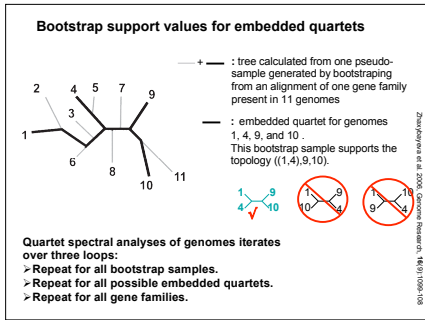 Bootstrap support values for embedded quartets
+ : tree calculated from one pseudo-
sample generated by bootstraping
from an alignment of one gene family
present in 11 genomes
: embedded quartet for genomes
1, 4, 9, and 10 .
This bootstrap sample supports the
topology ((1,4),9,10).
2
4
5
7
9
3
1
6
8
10
11
1 9
4 10
1 9
10 4
1 10
9 4
Quartet spectral analyses of genomes iterates
over three loops:
➢Repeat for all bootstrap samples.
➢Repeat for all possible embedded quartets.
➢Repeat for all gene families.
Zhaxybayeva et al. 2006, Genome Research, 16(9):1099-108